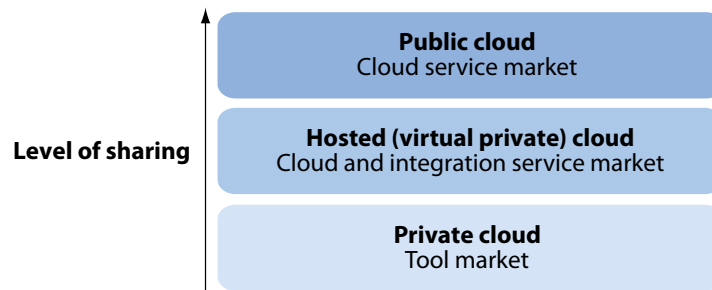 Public cloud
Cloud service market
Level of sharing
Hosted (virtual private) cloud
Cloud and integration service market
Private cloud
Tool market